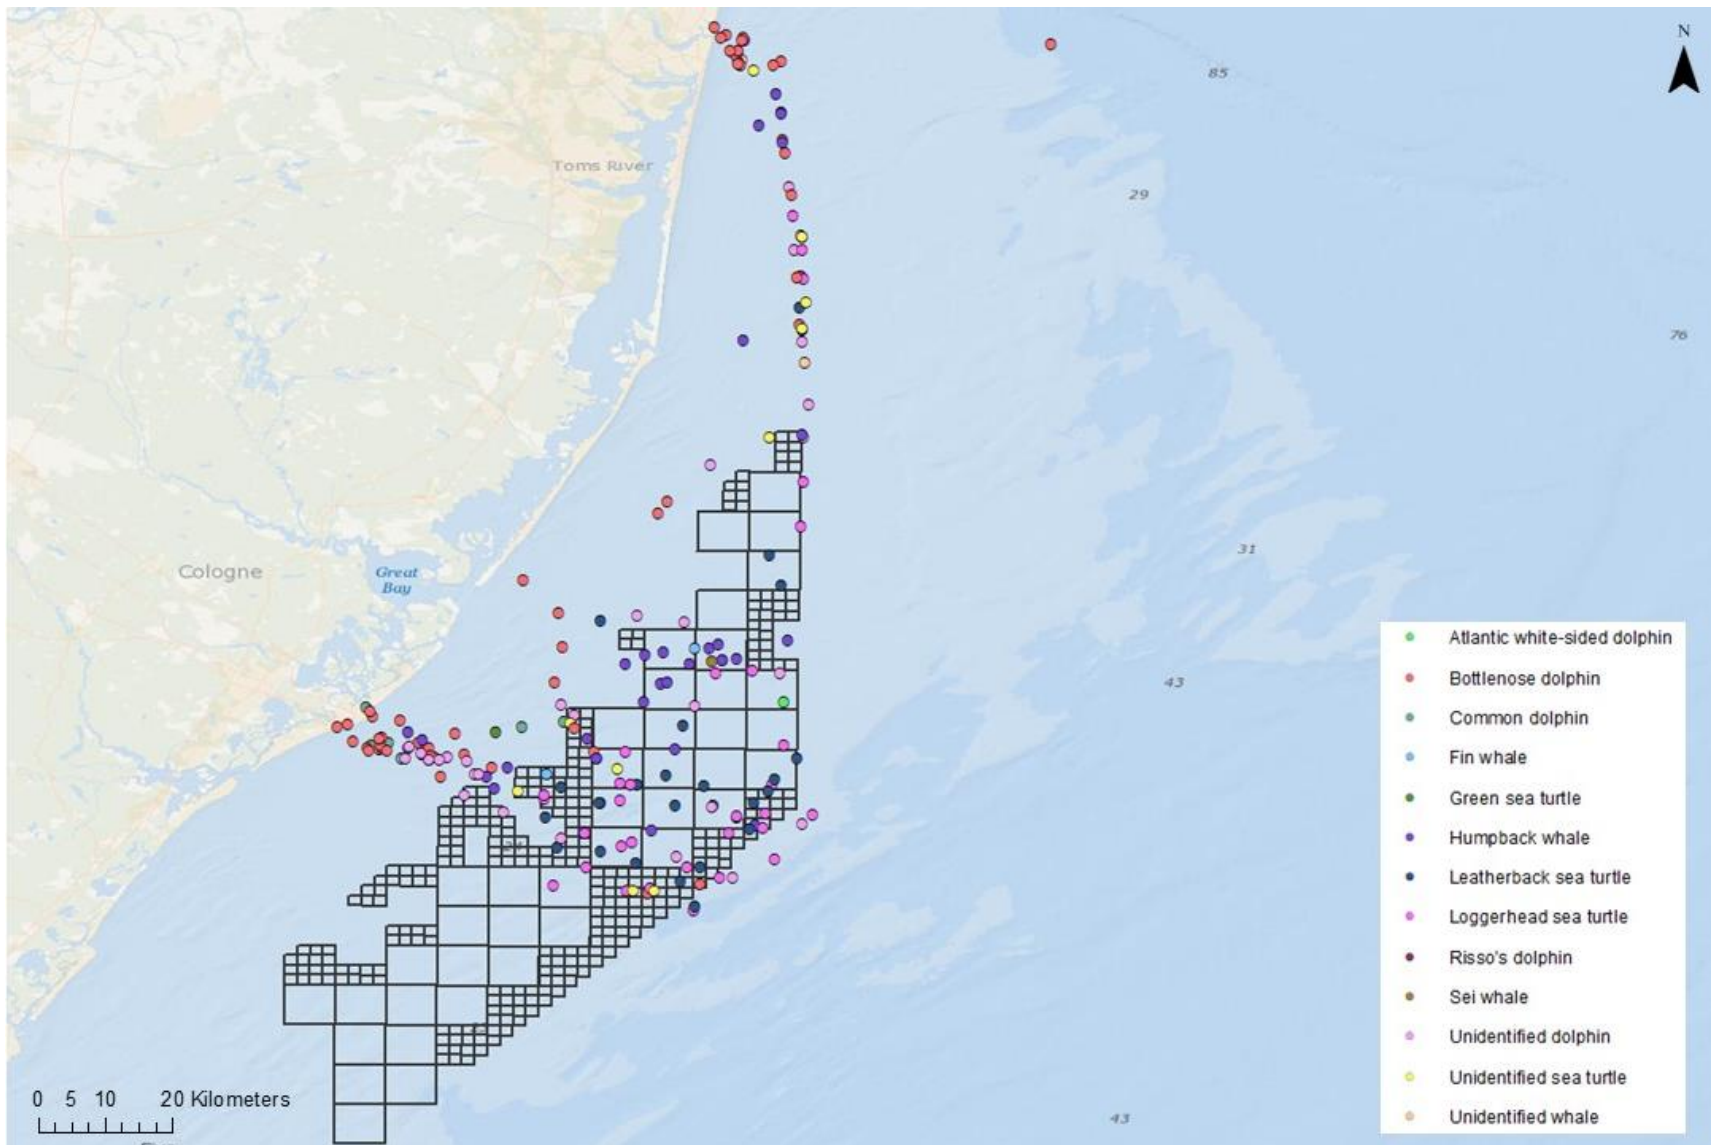 N
85
Toms River
29
76
31
Cologne
Great
Bay
43
Atlantic white-sided dolphin
Bottlenose dolphin
Common dolphin
Fin whale
Green sea turtle
Humpback whale
Leatherback sea turtle
Loggerhead sea turtle
Risso's dolphin
Sei whale
Unidentified dolphin
Unidentified sea turtle
Unidentified whale
0 5 10 20 Kilometers
43